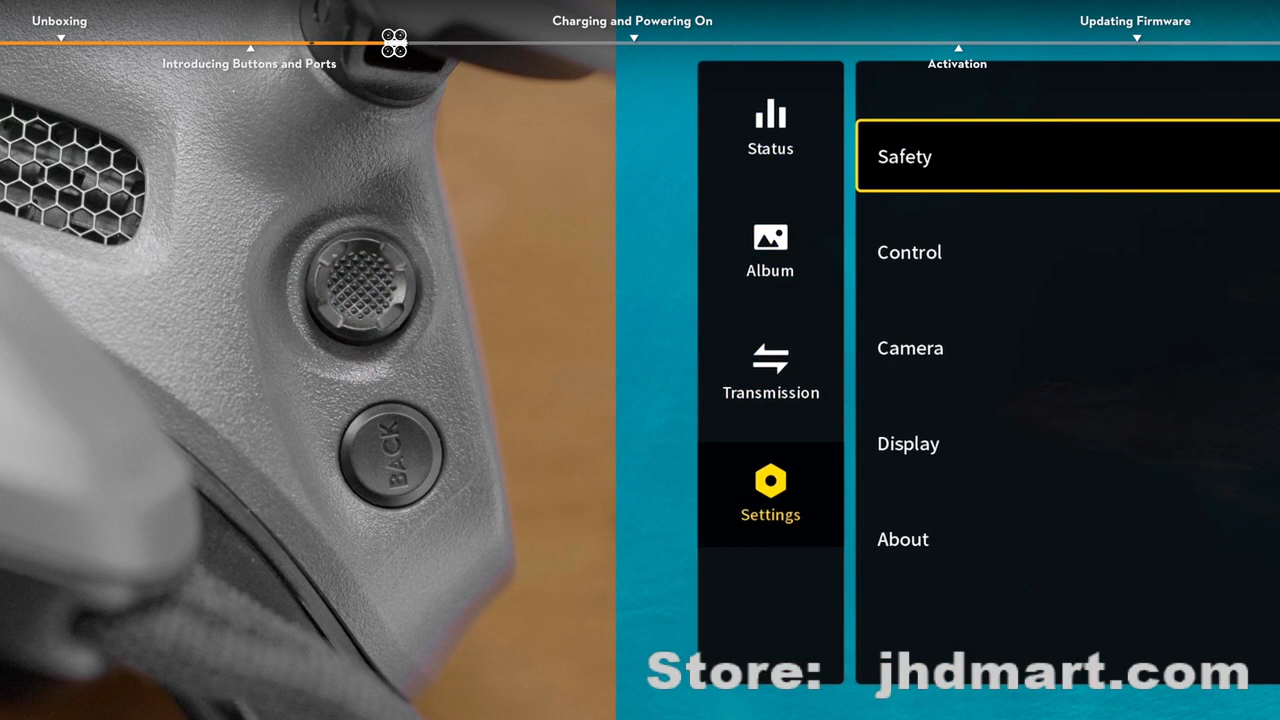 Unboxing
Charging and Powering On
Updating Firmware
Introducing Buttons and Ports
Activation
Status
Album
Transmission
Settings
Safety
Control
Camera
Display
About
BACK
Store: jhdmart.com